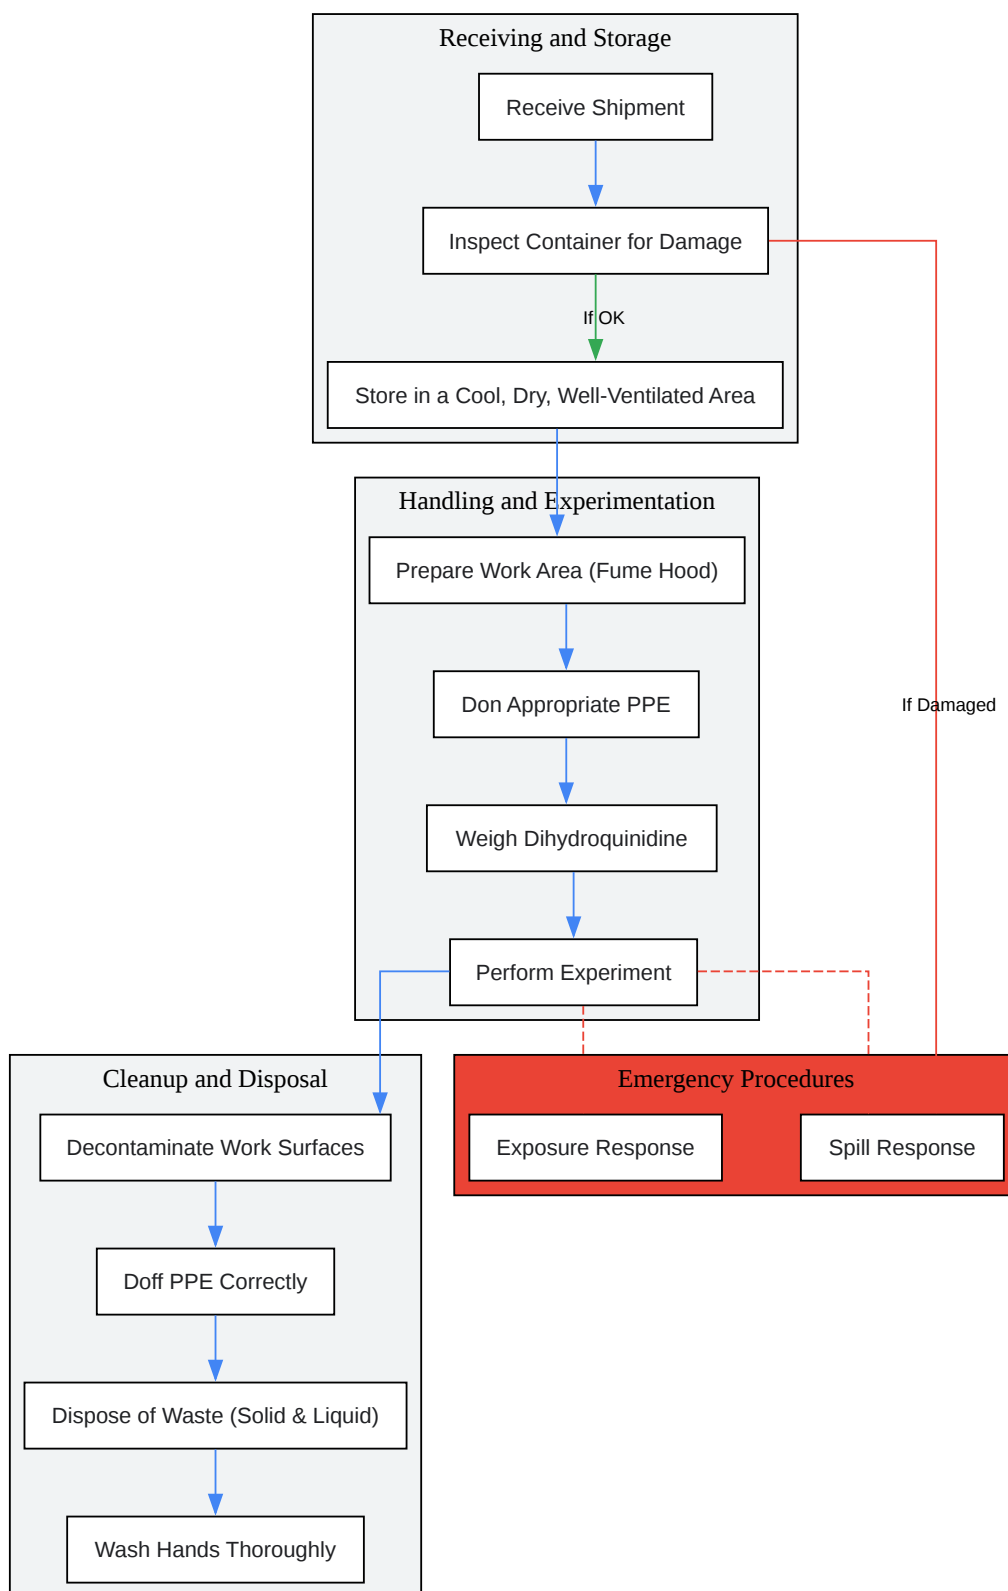 Receiving and Storage
Receive Shipment
Inspect Container for Damage
If OK
Store in a Cool, Dry, Well-Ventilated Area
Handling and Experimentation
Prepare Work Area (Fume Hood)
Don Appropriate PPE
If Damaged
Weigh Dihydroquinidine
Perform Experiment
Cleanup and Disposal
Decontaminate Work Surfaces
Doff PPE Correctly
Dispose of Waste (Solid & Liquid)
Wash Hands Thoroughly
Emergency Procedures
Exposure Response
Spill Response